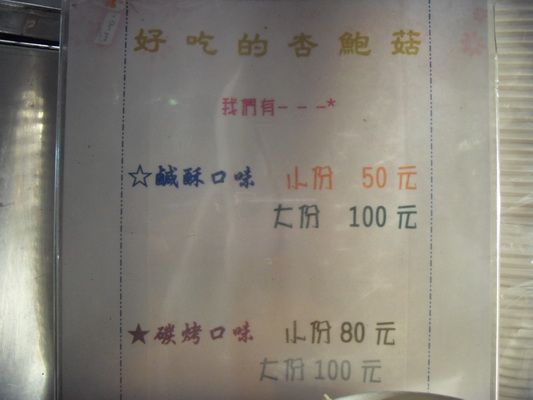 好吃的杏鮑菇
我們有---*
☆鹹酥口味 小份 50元
大份 100元
★碳烤口味 小份80元
大份100元